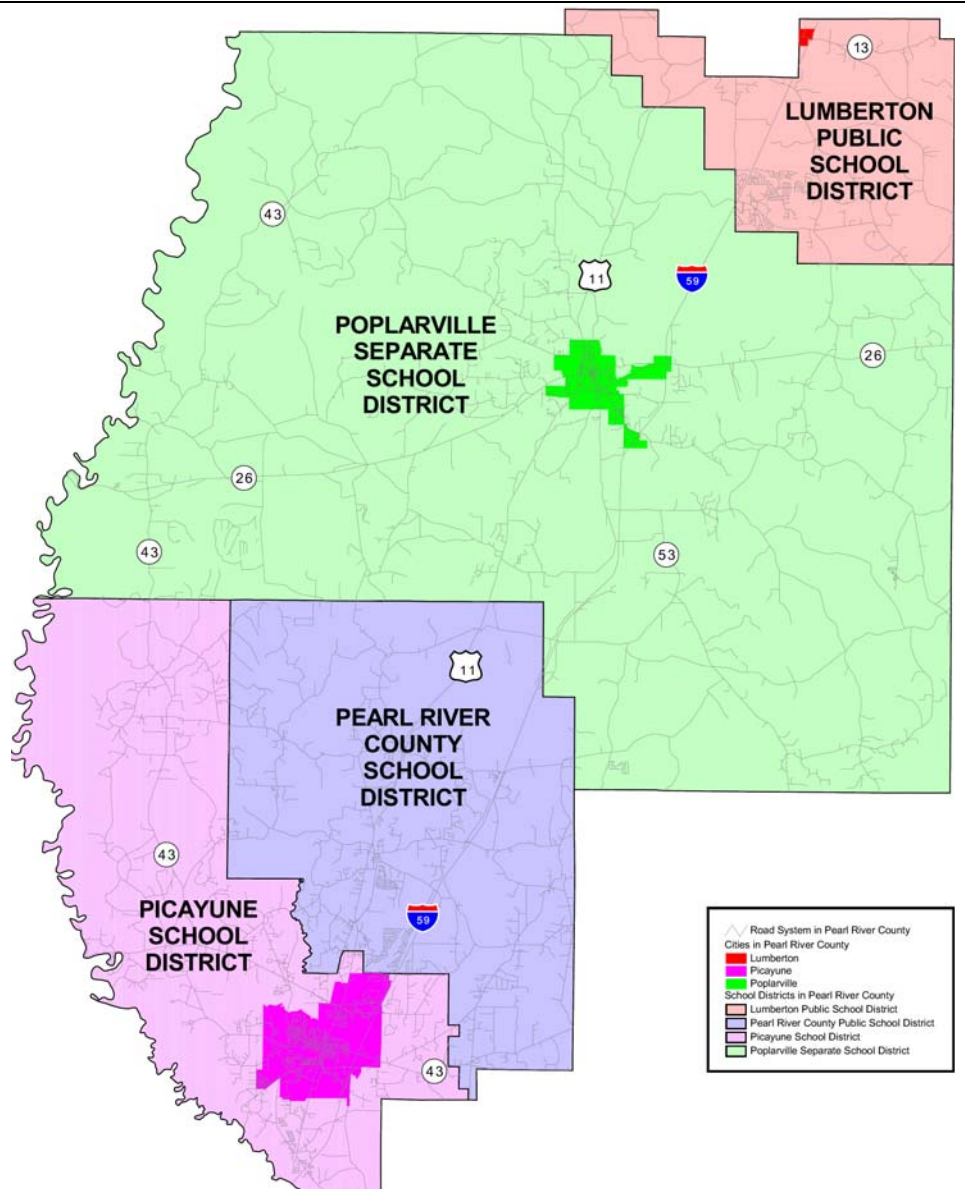 13
LUMBERTON
PUBLIC
SCHOOL
DISTRICT
43
11
59
POPLARVILLE
SEPARATE
SCHOOL
DISTRICT
26
26
43
53
11
PEARL RIVER
COUNTY
SCHOOL
DISTRICT
43
PICAYUNE
SCHOOL
DISTRICT
59
43
Road System in Pearl River County
Cities in Pearl River County
Lumberton
Picayune
Poplarville
School Districts in Pearl River County
Lumberton Public School District
Pearl River County Public School District
Picayune School District
Poplarville Separate School District